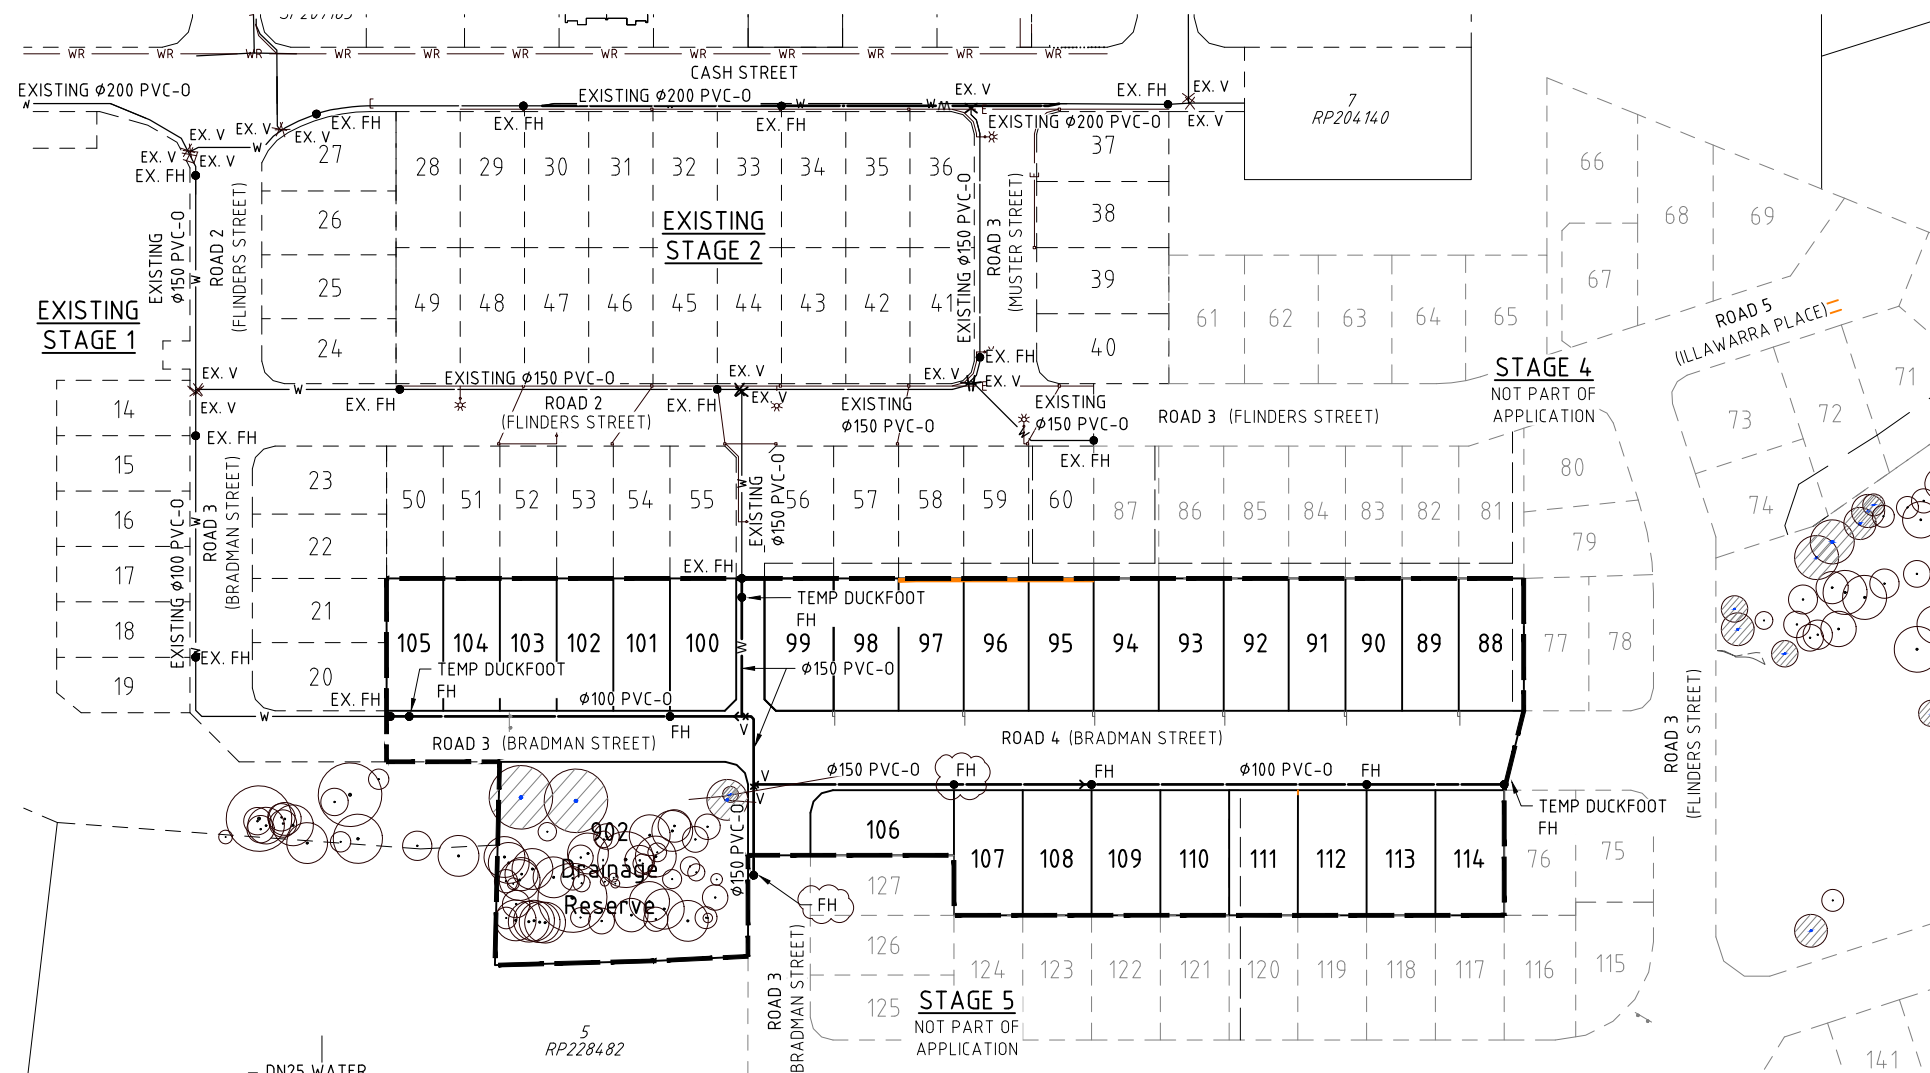 WR WR WR WR WR WR WR WR WR WR WR WR
CASH STREET
EXISTING Ø200 PVC-O
EXISTING Ø200 PVC-O
EX. V
EX. FH
EX. V
EX. V
EXISTING Ø200 PVC-O
7
RP204140
EX. FH
EX. FH
EX. FH
EX. V
EX. V
EX. V
EX. V
EX. V
EX. FH
W
W
W
27
28 29 30 31 32 33 34 35 36
37
66
26
38
68 69
EXISTING
STAGE 2
EXISTING
Ø150 PVC-O
ROAD 2
(FLINDERS STREET)
EXISTING Ø150 PVC-O
ROAD 3
(MUSTER STREET)
25
39
67
49 48 47 46 45 44 43 42 41
61 62 63 64 65
EXISTING
STAGE 1
24
40
ROAD 5
(ILLAWARRA PLACE)
EX. FH
EX. V
EX. V
EX. V
EX. V
EX. V
EXISTING Ø150 PVC-O
W
STAGE 4
NOT PART OF
APPLICATION
71
72
73
74
14
EX. FH
EX. FH
ROAD 2
(FLINDERS STREET)
EXISTING
Ø150 PVC-O
EXISTING
Ø150 PVC-O
ROAD 3 (FLINDERS STREET)
EX. FH
EX. FH
15
23
50 51 52 53 54 55
56 57 58 59 60
87 86 85 84 83 82 81
80
79
EXISTING
Ø150 PVC-O
16
22
EXISTING Ø100 PVC-O
ROAD 3
(BRADMAN STREET)
17
EX. FH
TEMP DUCKFOOT
FH
21
18
105 104 103 102 101 100
99 98 97 96 95 94 93 92 91 90 89 88
77 78
EX. FH
20
19
TEMP DUCKFOOT
FH
Ø150 PVC-O
EX. FH
Ø100 PVC-O
W
FH
V
ROAD 3 (BRADMAN STREET)
ROAD 4 (BRADMAN STREET)
ROAD 3
(FLINDERS STREET)
V
V
Ø150 PVC-O
FH
FH
Ø100 PVC-O
FH
TEMP DUCKFOOT
FH
902
Drainage
Reserve
Ø150 PVC-O
106
107 108 109 110 111 112 113 114
76 75
127
FH
126
124 123 122 121 120 119 118 117 116 115
125
STAGE 5
NOT PART OF
APPLICATION
ROAD 3
(BRADMAN STREET)
5
RP228482
DN25 WATER
141